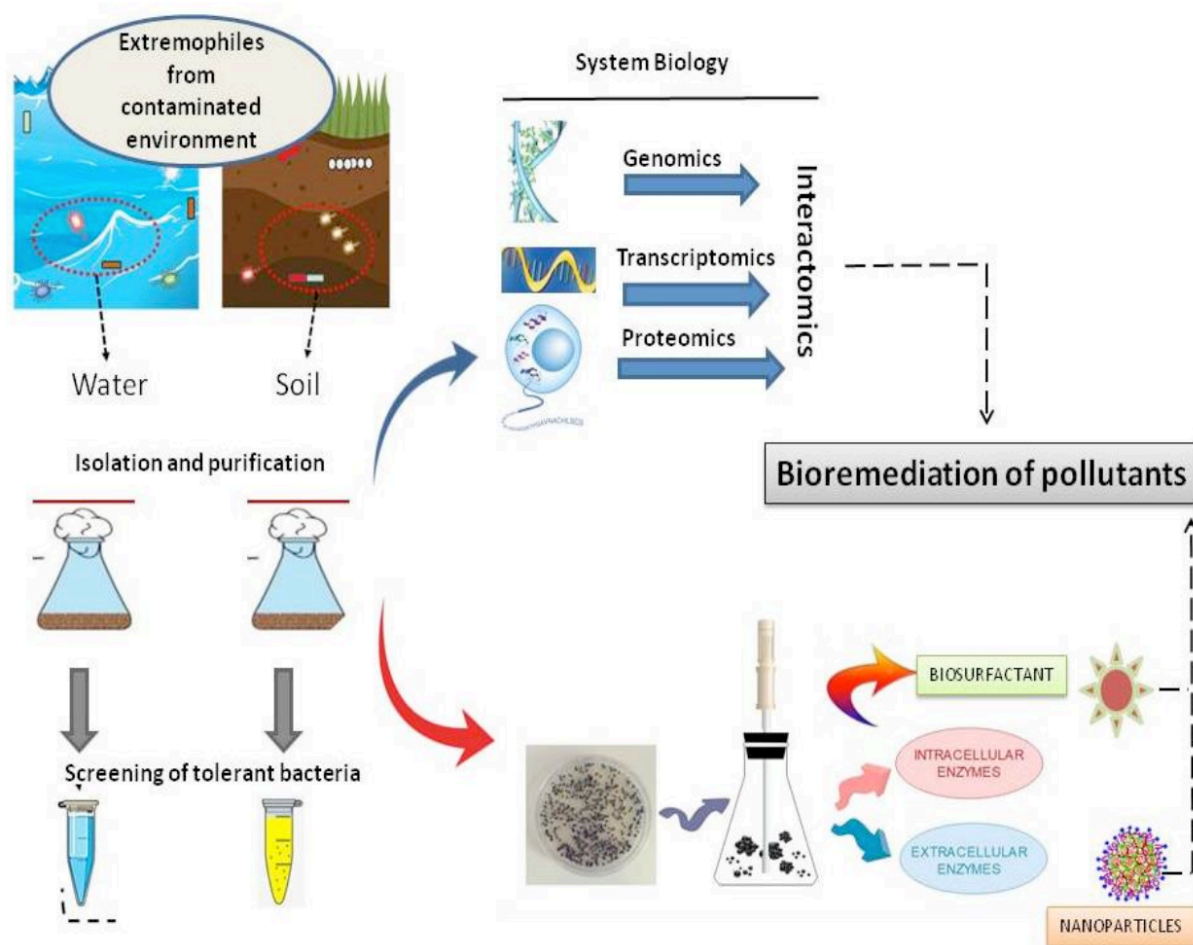 Extremophiles
from
contaminated
environment
Water
Soil
Isolation and purification
Screening of tolerant bacteria
System Biology
Genomics
Transcriptomics
Proteomics
Interactomics
Bioremediation of pollutants
BIOSURFACTANT
INTRACELLULAR
ENZYMES
EXTRACELLULAR
ENZYMES
NANOPARTICLES